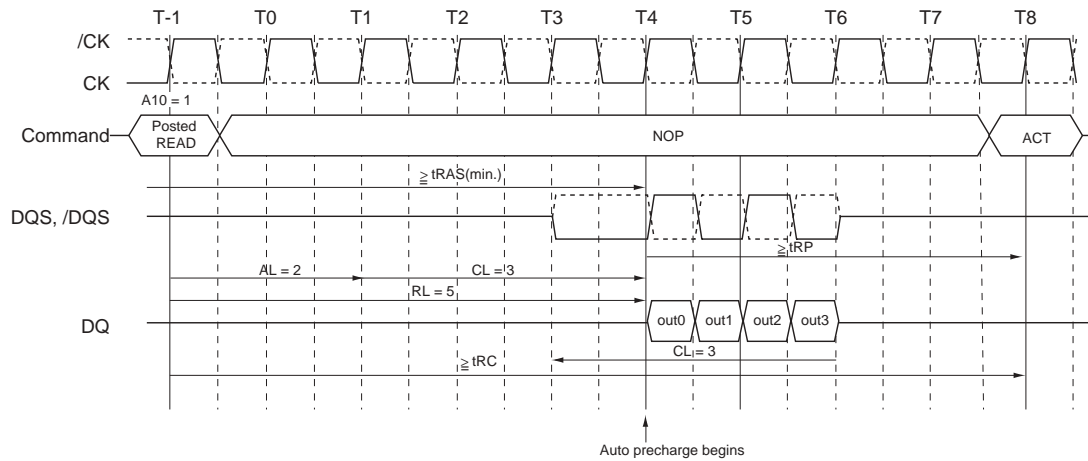 T-1 T0 T1 T2 T3 T4 T5 T6 T7 T8
/CK
CK
A10 = 1
Command
Posted
READ
NOP
ACT
≧ tRAS(min.)
DQS, /DQS
≧ tRP
AL = 2
CL = 3
RL = 5
DQ
out0 out1 out2 out3
CL = 3
≧ tRC
Auto precharge begins